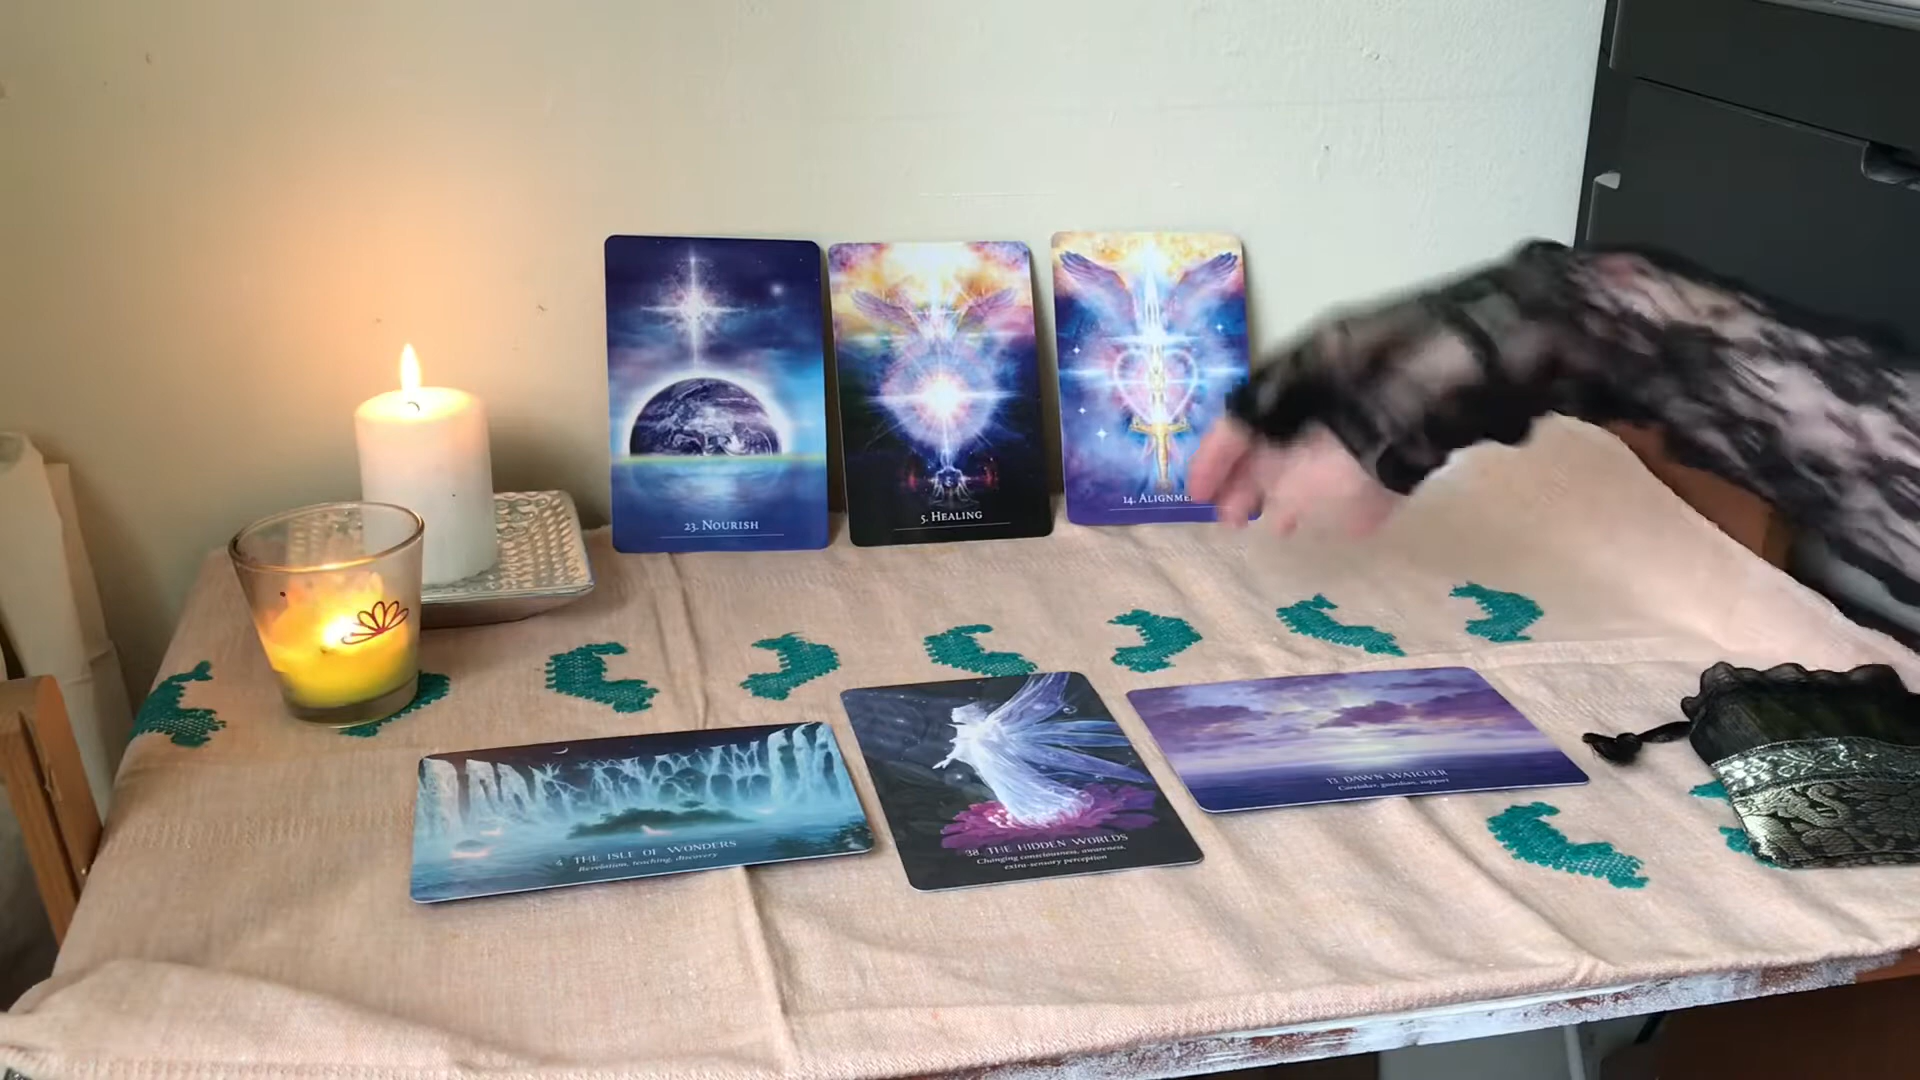 23. NOURISH
5. HEALING
14. ALIGNME
4 THE ISLE OF WONDERS
Revelation, teaching, discovery
38. THE HIDDEN WORLDS
Changing consciousness, awareness,
extra-sensory perception
13 DAWN WATCHER
Caretaker, guardian, support